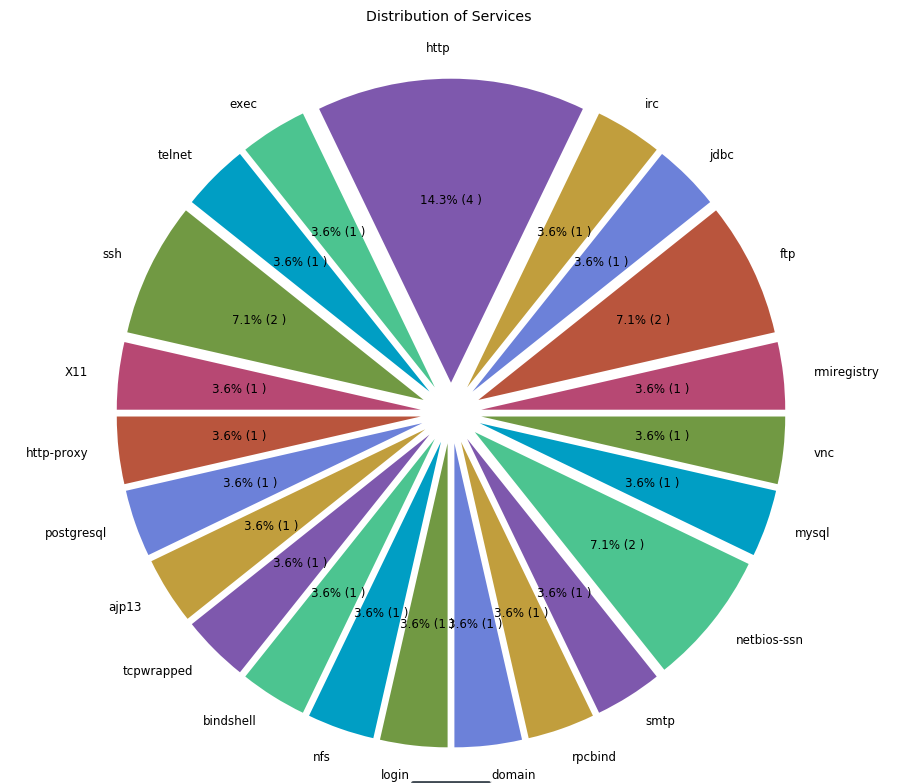 Distribution of Services
http
exec
irc
telnet
jdbc
14.3% (4 )
3.6% (1 )
3.6% (1 )
ssh
ftp
3.6% (1 )
3.6% (1 )
7.1% (2 )
7.1% (2 )
X11
rmiregistry
3.6% (1 )
3.6% (1 )
3.6% (1 )
3.6% (1 )
http-proxy
vnc
3.6% (1 )
3.6% (1 )
postgresql
mysql
3.6% (1 )
7.1% (2 )
3.6% (1 )
3.6% (1 )
3.6% (1 )
ajp13
3.6% (1 )
3.6% (1 )
3.6% (1 )
3.6% (1 )
netbios-ssn
tcpwrapped
bindshell
smtp
nfs
rpcbind
login
domain